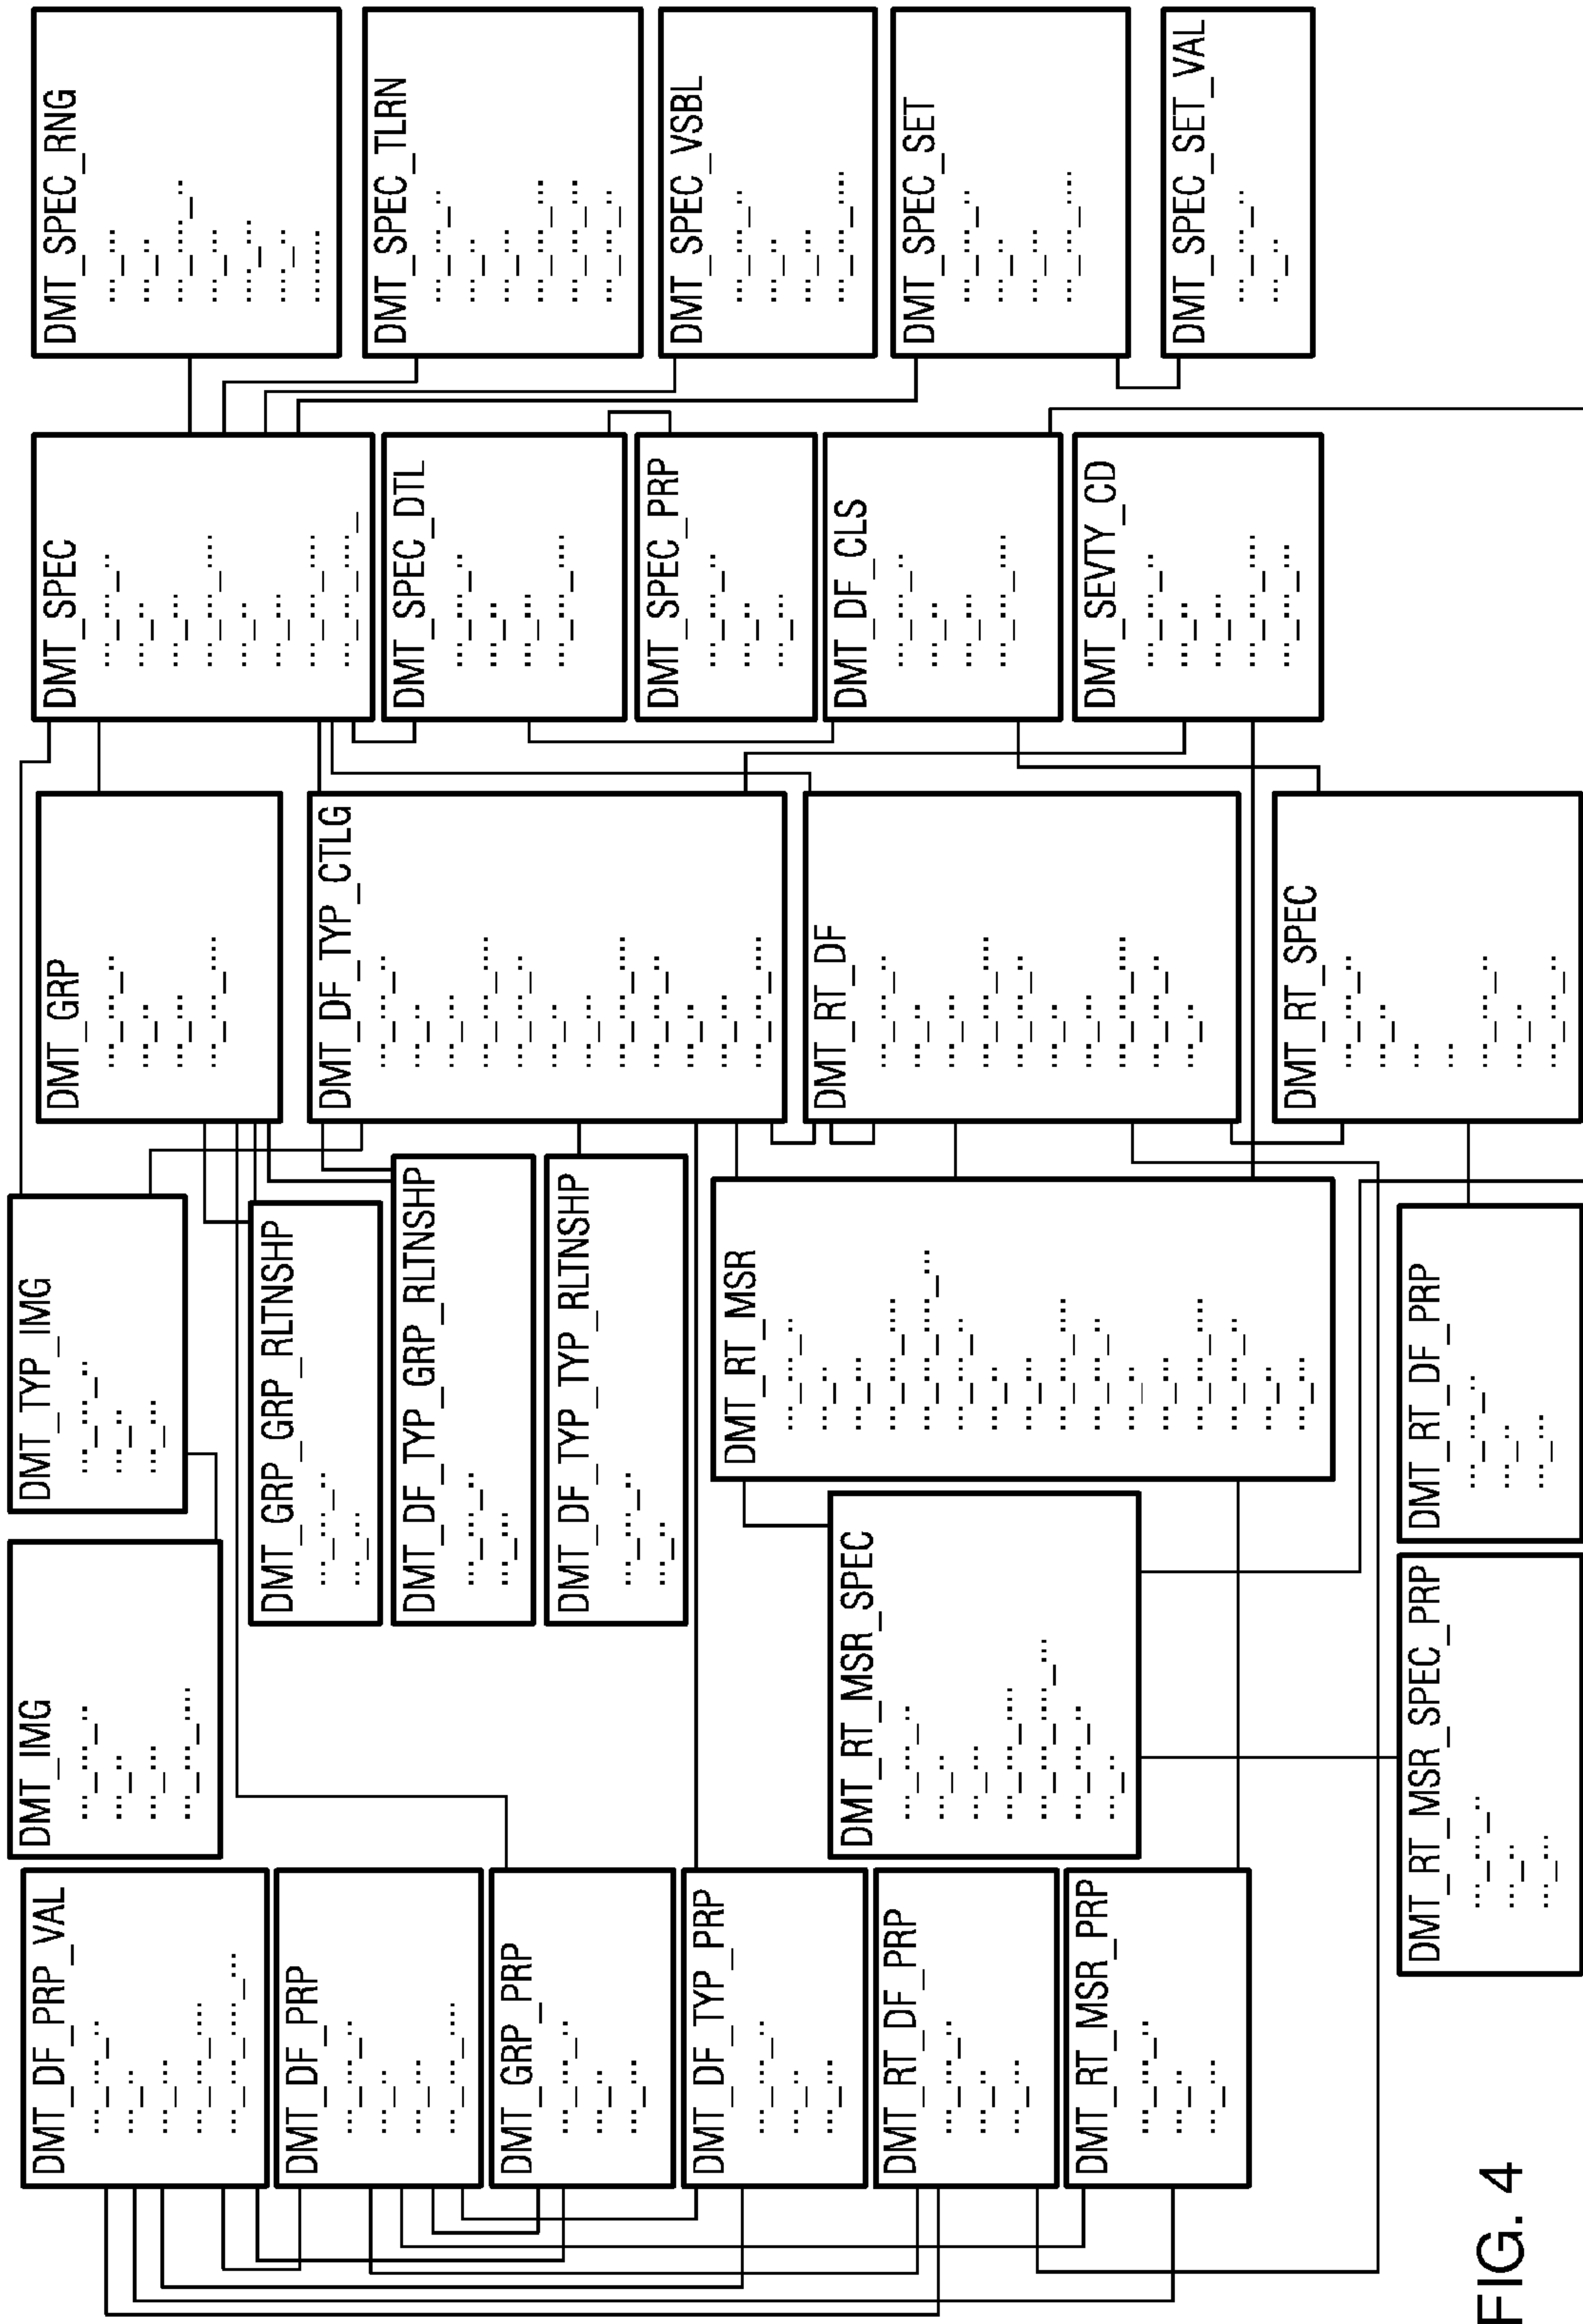 DMT_DF_PRP_VAL
DMT_DF_PRP
DMT_GRP_PRP
DMT_DF_TYP_PRP
DMT_RT_DF_PRP
DMT_RT_MSR_PRP
DMT_IMG
DMT_TYP_IMG
DMT_GRP_GRP_RLTNSHP
DMT_DF_TYP_GRP_RLTNSHP
DMT_DF_TYP_TYP_RLTNSHP
DMT_RT_MSR_SPEC
DMT_RT_MSR
DMT_RT_MSR_SPEC_PRP
DMT_RT_DF_PRP
DMT_GRP
DMT_DF_TYP_CTLG
DMT_RT_DF
DMT_RT_SPEC
DMT_SPEC
DMT_SPEC_DTL
DMT_SPEC_PRP
DMT_DF_CLS
DMT_SEVTY_CD
DMT_SPEC_RNG
DMT_SPEC_TLRN
DMT_SPEC_VSBL
DMT_SPEC_SET
DMT_SPEC_SET_VAL
FIG. 4